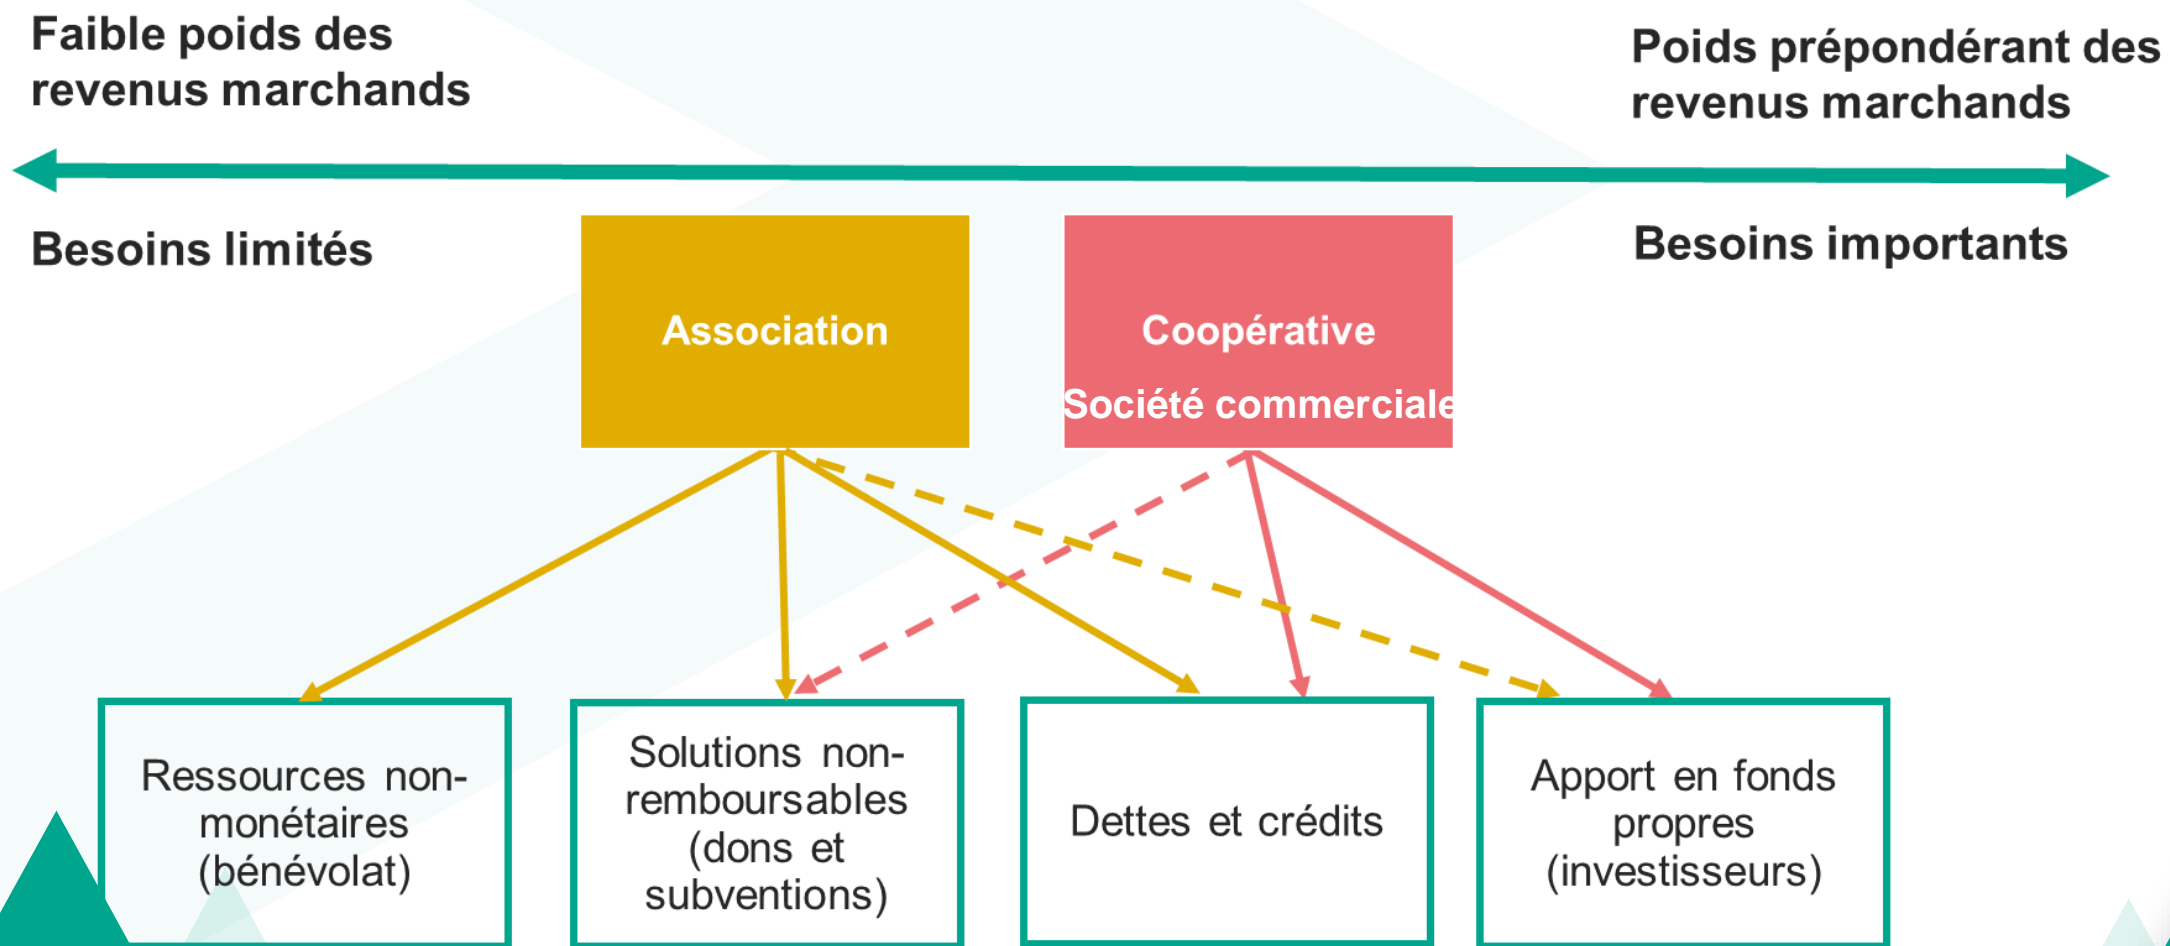 Faible poids des
revenus marchands
Poids prépondérant des
revenus marchands
Besoins limités
Besoins importants
Association
Coopérative
Société commerciale
Ressources non-
monétaires
(bénévolat)
Solutions non-
remboursables
(dons et
subventions)
Dettes et crédits
Apport en fonds
propres
(investisseurs)